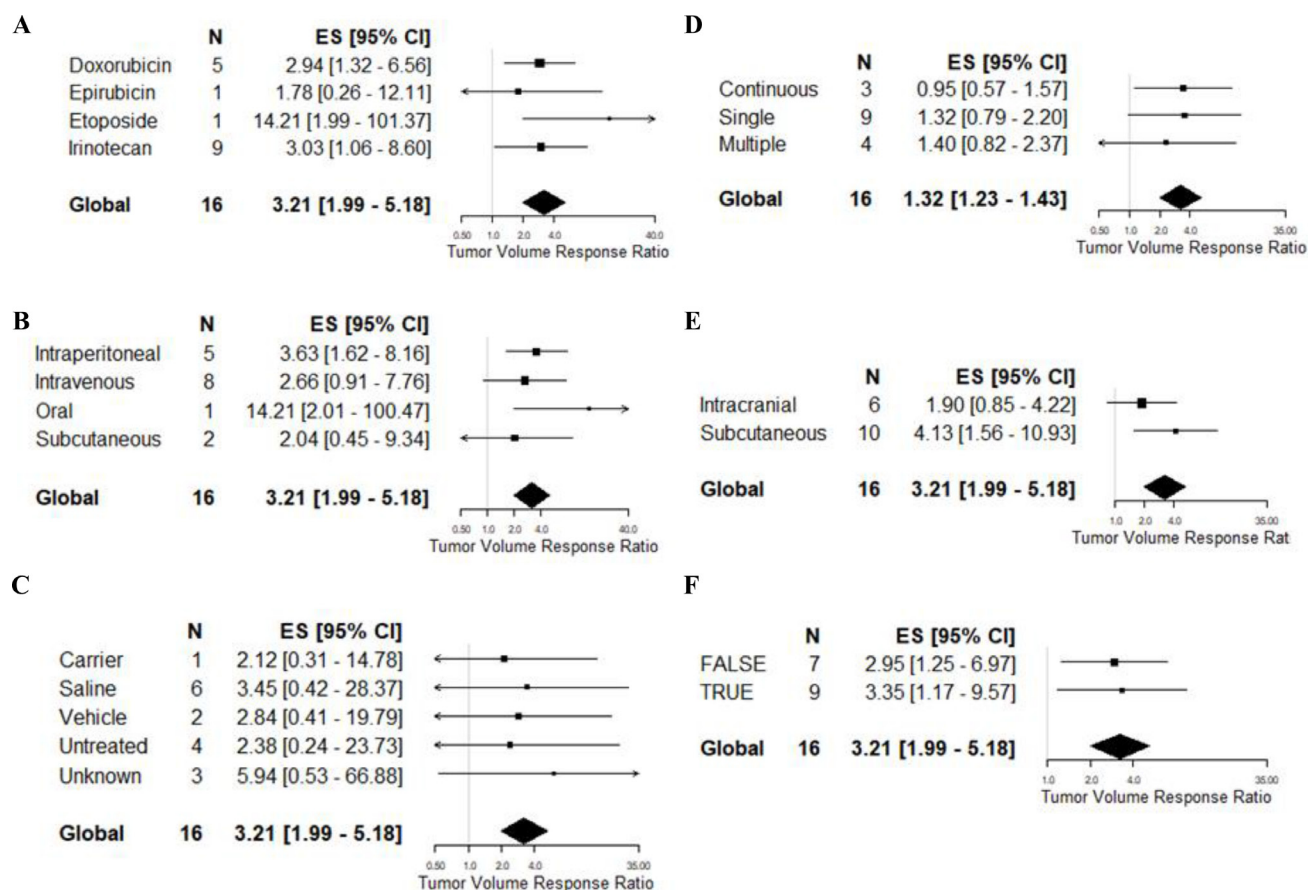 A
N ES [95% CI]
Doxorubicin 5 2.94 [1.32 - 6.56]
Epirubicin 1 1.78 [0.26 - 12.11]
Etoposide 1 14.21 [1.99 - 101.37]
Irinotecan 9 3.03 [1.06 - 8.60]
Global 16 3.21 [1.99 - 5.18]
0.50 1.0 2.0 4.0 40.0
Tumor Volume Response Ratio
B
N ES [95% CI]
Intraperitoneal 5 3.63 [1.62 - 8.16]
Intravenous 8 2.66 [0.91 - 7.76]
Oral 1 14.21 [2.01 - 100.47]
Subcutaneous 2 2.04 [0.45 - 9.34]
Global 16 3.21 [1.99 - 5.18]
0.50 1.0 2.0 4.0 40.0
Tumor Volume Response Ratio
C
N ES [95% CI]
Carrier 1 2.12 [0.31 - 14.78]
Saline 6 3.45 [0.42 - 28.37]
Vehicle 2 2.84 [0.41 - 19.79]
Untreated 4 2.38 [0.24 - 23.73]
Unknown 3 5.94 [0.53 - 66.88]
Global 16 3.21 [1.99 - 5.18]
0.50 1.0 2.0 4.0 35.00
Tumor Volume Response Ratio
D
N ES [95% CI]
Continuous 3 0.95 [0.57 - 1.57]
Single 9 1.32 [0.79 - 2.20]
Multiple 4 1.40 [0.82 - 2.37]
Global 16 1.32 [1.23 - 1.43]
0.50 1.0 2.0 4.0 35.00
Tumor Volume Response Ratio
E
N ES [95% CI]
Intracranial 6 1.90 [0.85 - 4.22]
Subcutaneous 10 4.13 [1.56 - 10.93]
Global 16 3.21 [1.99 - 5.18]
1.0 2.0 4.0 35.00
Tumor Volume Response Rat
F
N ES [95% CI]
FALSE 7 2.95 [1.25 - 6.97]
TRUE 9 3.35 [1.17 - 9.57]
Global 16 3.21 [1.99 - 5.18]
1.0 2.0 4.0 35.00
Tumor Volume Response Ratio